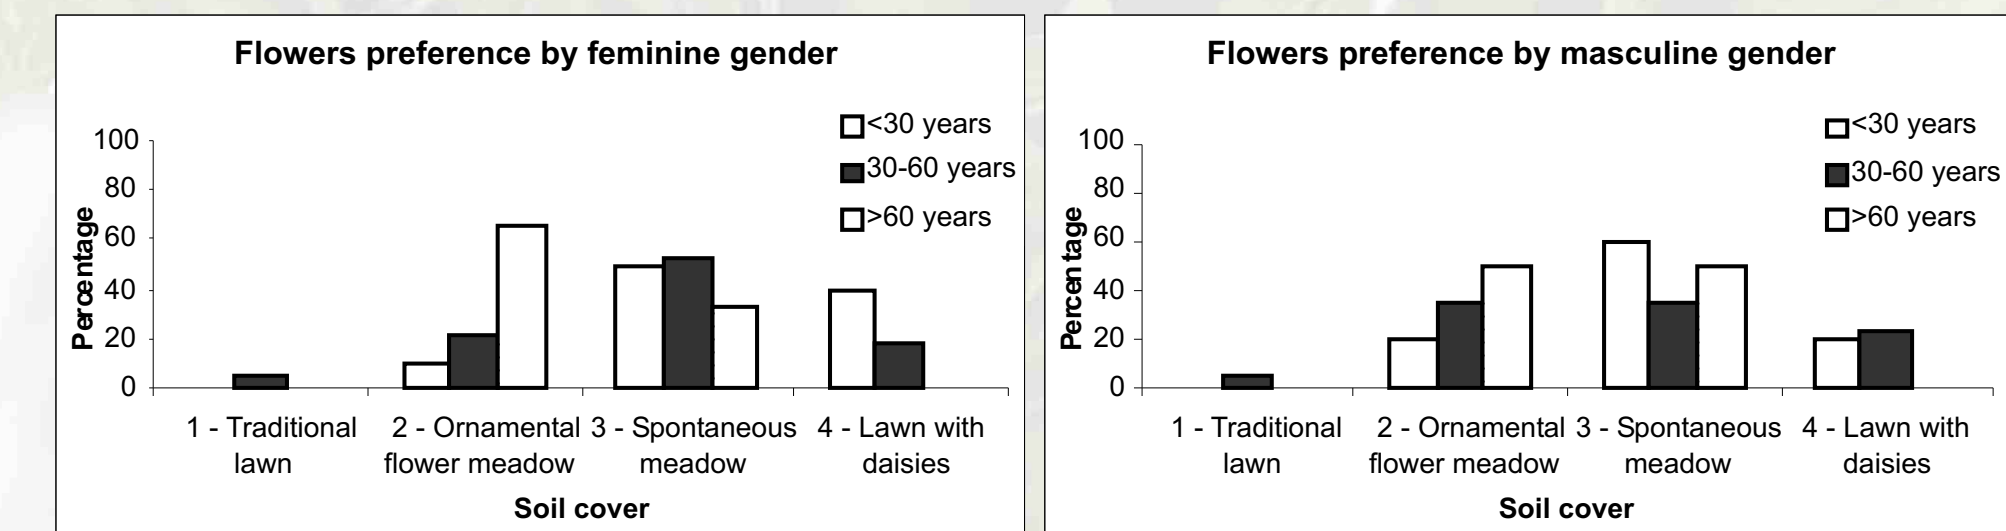 Flowers preference by feminine gender
<30 years
30-60 years
>60 years
100
80
60
40
20
0
Percentage
1 - Traditional lawn
2 - Ornamental flower meadow
3 - Spontaneous meadow
4 - Lawn with daisies
Soil cover
Flowers preference by masculine gender
<30 years
30-60 years
>60 years
100
80
60
40
20
0
Percentage
1 - Traditional lawn
2 - Ornamental flower meadow
3 - Spontaneous meadow
4 - Lawn with daisies
Soil cover